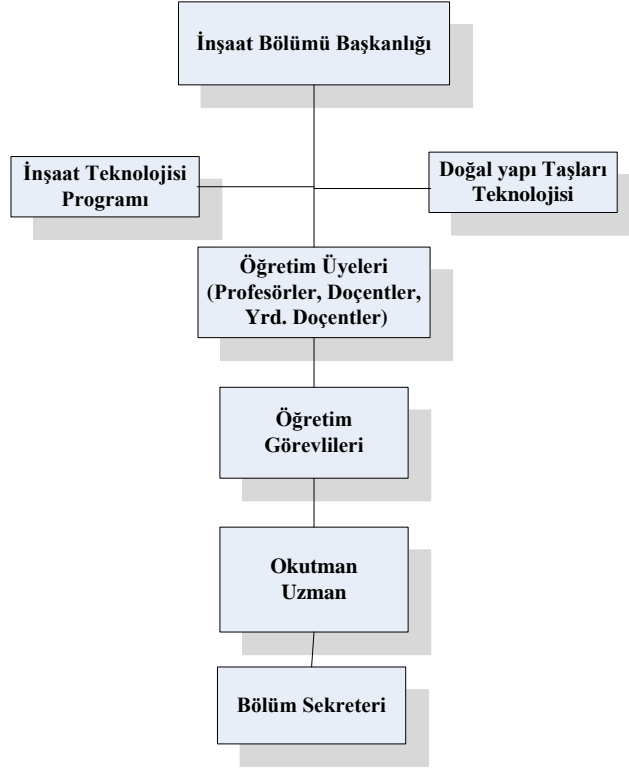 İnşaat Bölümü Başkanlığı
İnşaat Teknolojisi
Programı
Doğal yapı Taşları
Teknolojisi
Öğretim Üyeleri
(Profesörler, Doçentler,
Yrd. Doçentler)
Öğretim
Görevlileri
Okutman
Uzman
Bölüm Sekreteri